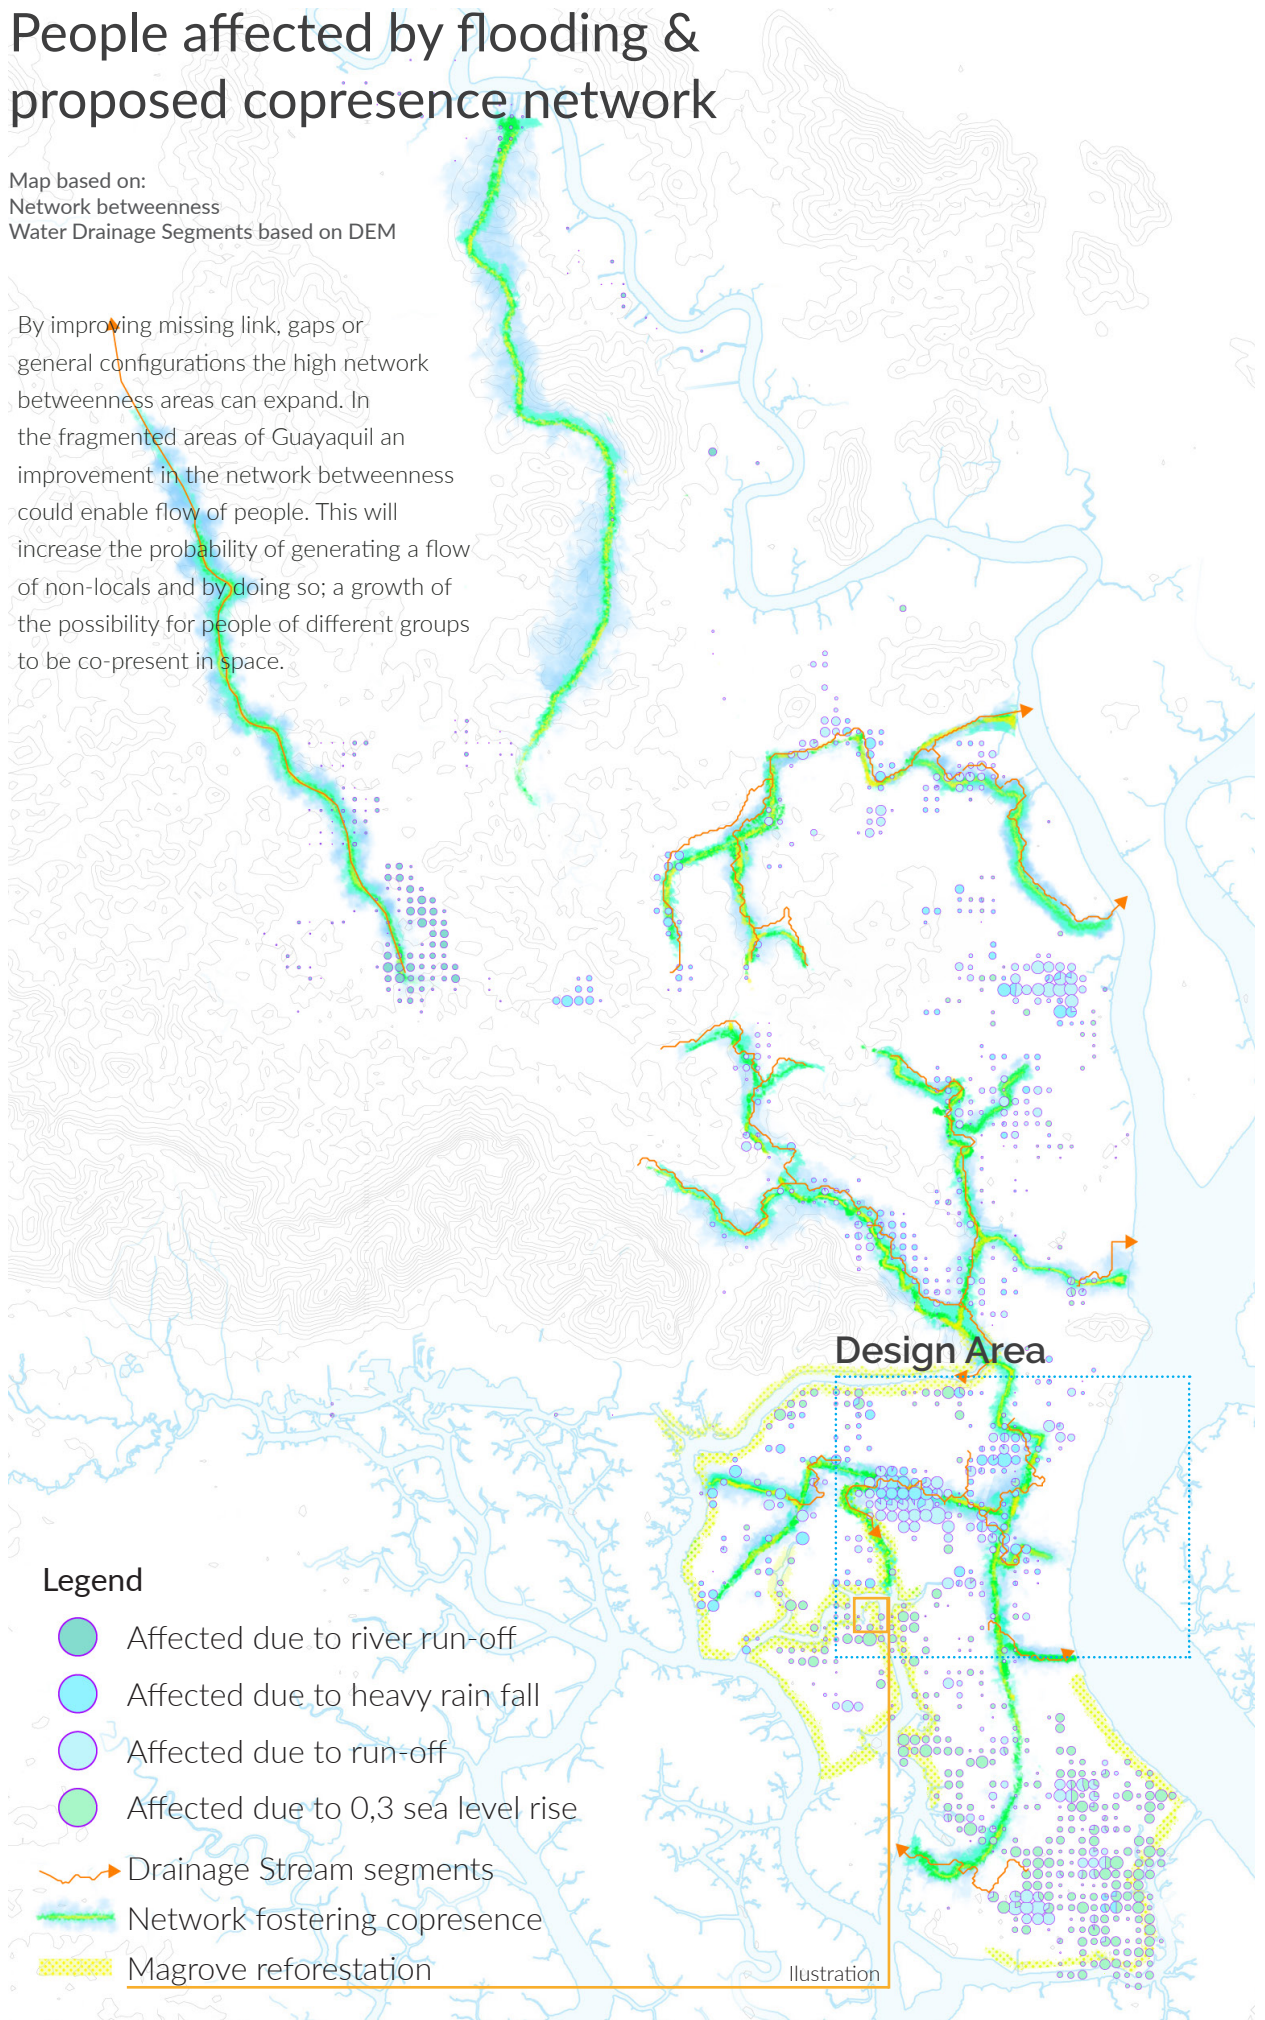 People affected by flooding &
proposed copresence network
Map based on:
Network betweenness
Water Drainage Segments based on DEM
By improving missing link, gaps or
general configurations the high network
betweenness areas can expand. In
the fragmented areas of Guayaquil an
improvement in the network betweenness
could enable flow of people. This will
increase the probability of generating a flow
of non-locals and by doing so; a growth of
the possibility for people of different groups
to be co-present in space.
Design Area
Legend
Affected due to river run-off
Affected due to heavy rain fall
Affected due to run-off
Affected due to 0,3 sea level rise
Drainage Stream segments
Network fostering copresence
Magrove reforestation
Ilustration